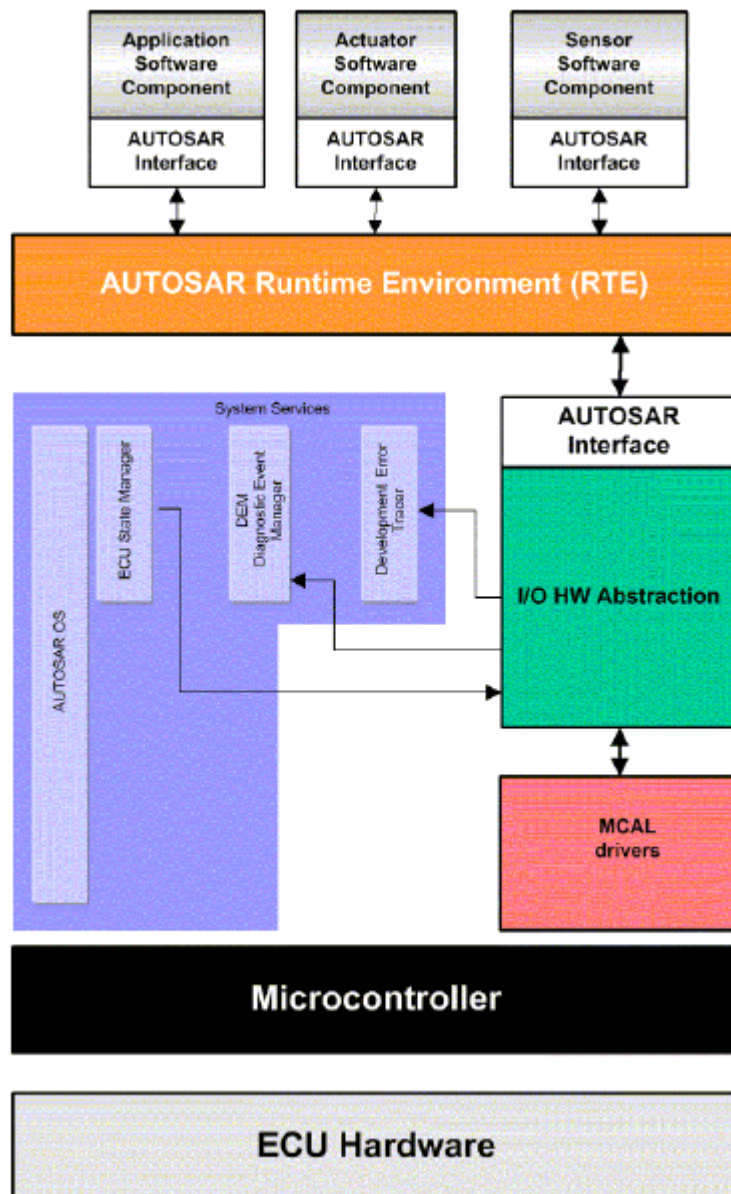 Application
Software
Component
AUTOSAR
Interface
Actuator
Software
Component
AUTOSAR
Interface
Sensor
Software
Component
AUTOSAR
Interface
AUTOSAR Runtime Environment (RTE)
System Services
AUTOSAR OS
ECU State Manager
DEM
Diagnostic Event
Manager
Development Error
Tracer
AUTOSAR
Interface
I/O HW Abstraction
MCAL
drivers
Microcontroller
ECU Hardware